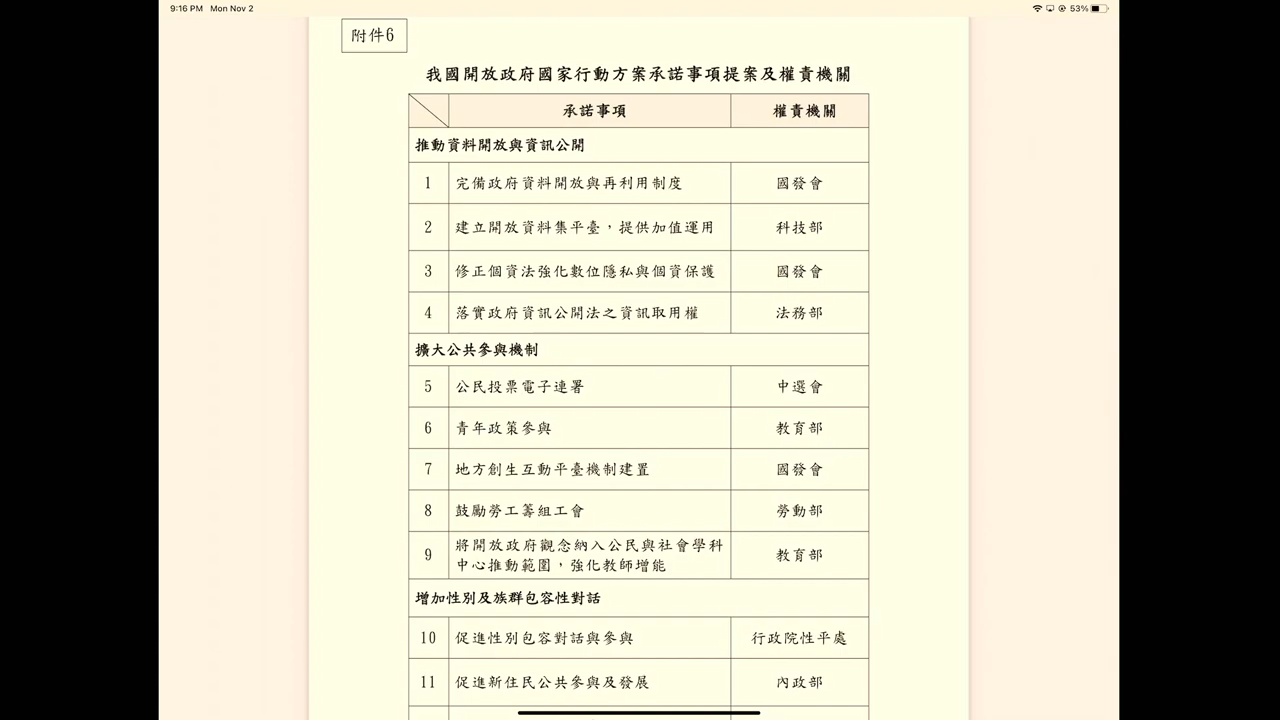 9:16 PM Mon Nov 2
53%
附件6
我國開放政府國家行動方案承諾事項提案及權責機關
承諾事項 權責機關
推動資料開放與資訊公開
1 完備政府資料開放與再利用制度 國發會
2 建立開放資料集平臺，提供加值運用 科技部
3 修正個資法強化數位隱私與個資保護 國發會
4 落實政府資訊公開法之資訊取用權 法務部
擴大公共參與機制
5 公民投票電子連署 中選會
6 青年政策參與 教育部
7 地方創生互動平臺機制建置 國發會
8 鼓勵勞工籌組工會 勞動部
9 將開放政府觀念納入公民與社會學科 教育部
中心推動範圍，強化教師增能
增加性別及族群包容性對話
10 促進性別包容對話與參與 行政院性平處
11 促進新住民公共參與及發展 內政部